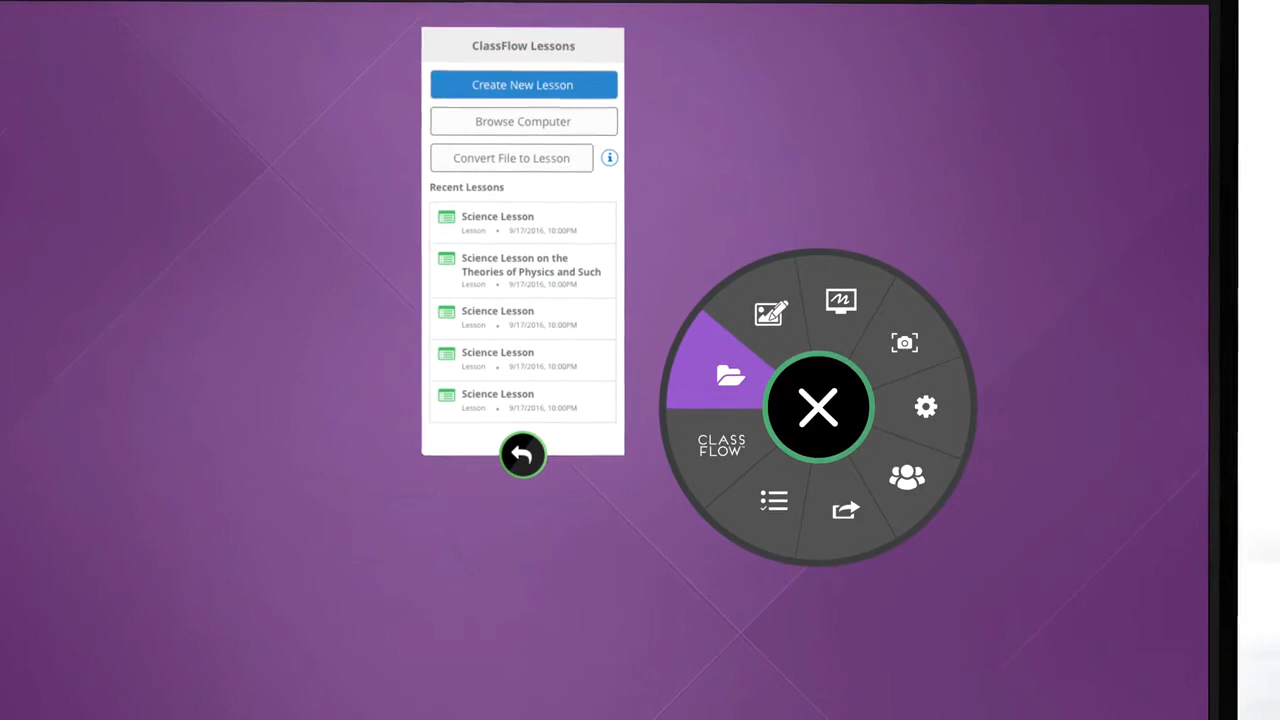 ClassFlow Lessons
Create New Lesson
Browse Computer
Convert File to Lesson
Recent Lessons
Science Lesson
Lesson • 9/17/2016, 10:00PM
Science Lesson on the
Theories of Physics and Such
Lesson • 9/17/2016, 10:00PM
Science Lesson
Lesson • 9/17/2016, 10:00PM
Science Lesson
Lesson • 9/17/2016, 10:00PM
Science Lesson
Lesson • 9/17/2016, 10:00PM
CLASS
FLOW™